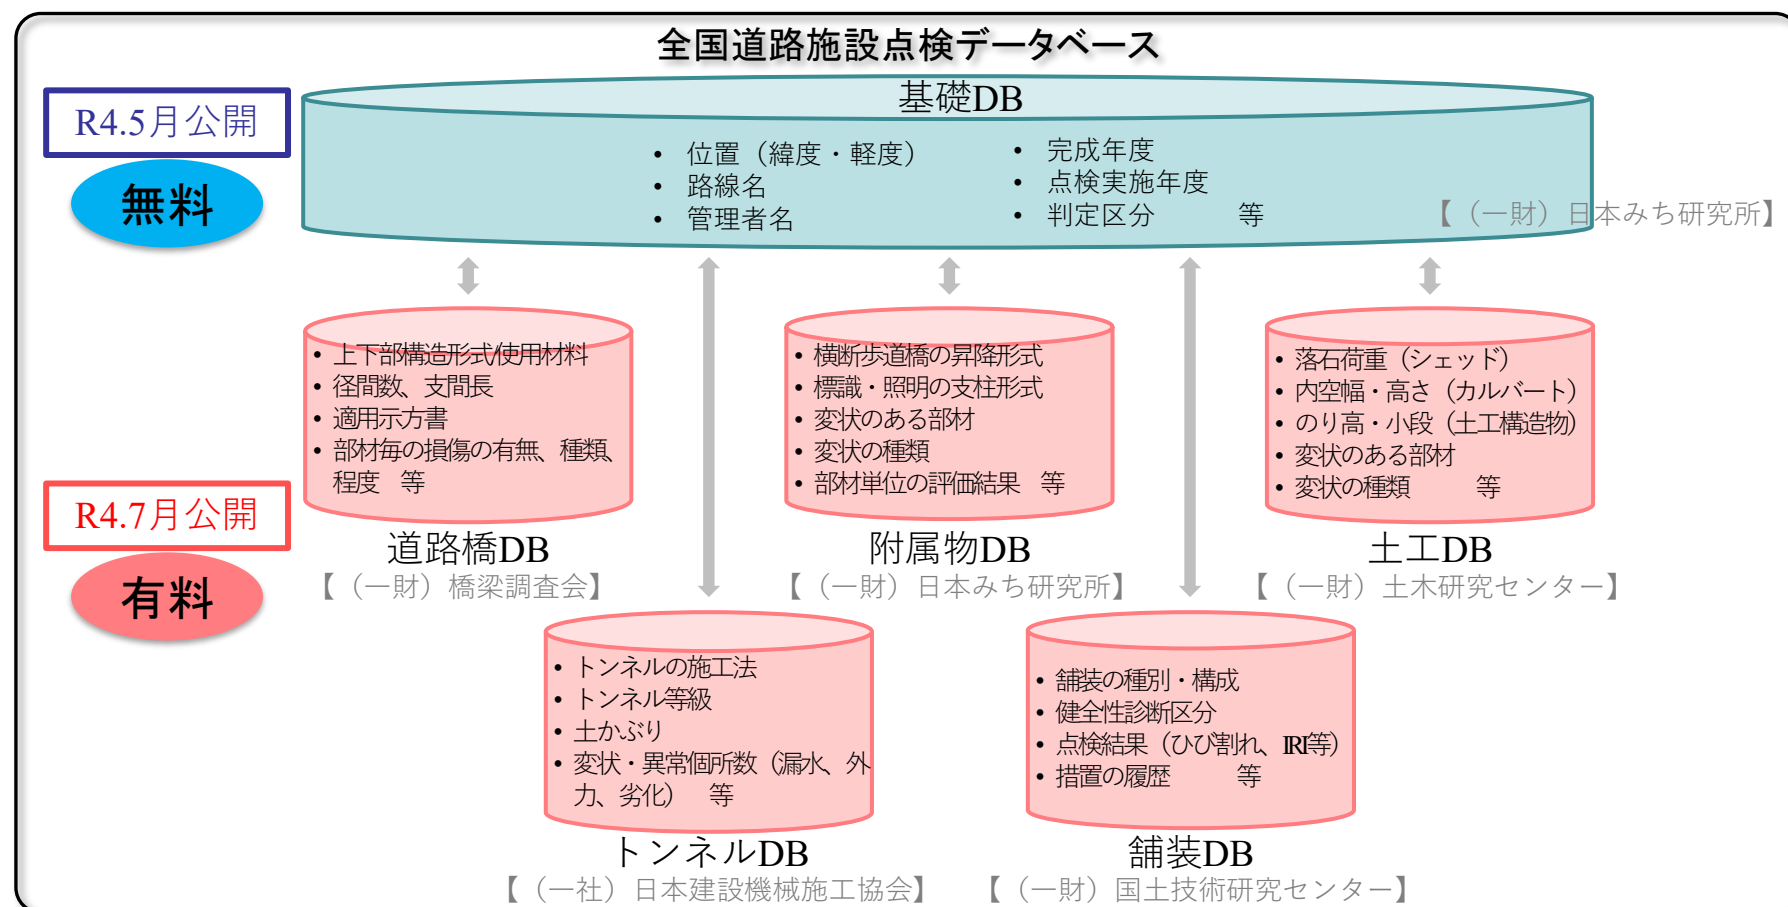 全国道路施設点検データベース
基礎DB
R4.5月公開
無料
• 位置（緯度・軽度）
• 路線名
• 管理者名
• 完成年度
• 点検実施年度
• 判定区分　　　等
【（一財）日本みち研究所】
• 上下部構造形式/使用材料
• 径間数、支間長
• 適用示方書
• 部材毎の損傷の有無、種類、
程度　等
道路橋DB
【（一財）橋梁調査会】
• 横断歩道橋の昇降形式
• 標識・照明の支柱形式
• 変状のある部材
• 変状の種類
• 部材単位の評価結果　等
附属物DB
【（一財）日本みち研究所】
• 落石荷重（シェッド）
• 内空幅・高さ（カルバート）
• のり高・小段（土工構造物）
• 変状のある部材
• 変状の種類　　　等
土工DB
【（一財）土木研究センター】
R4.7月公開
有料
• トンネルの施工法
• トンネル等級
• 土かぶり
• 変状・異常個所数（漏水、外
力、劣化）　等
トンネルDB
【（一社）日本建設機械施工協会】
• 舗装の種別・構成
• 健全性診断区分
• 点検結果（ひび割れ、IRI等）
• 措置の履歴　　　等
舗装DB
【（一財）国土技術研究センター】